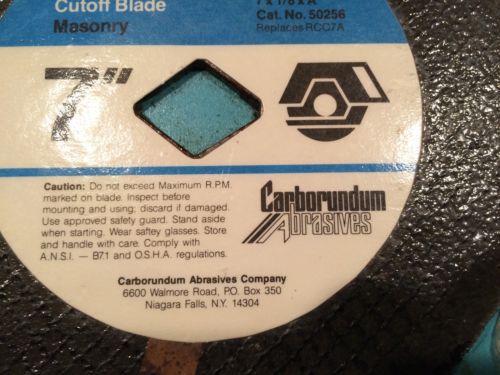 Cutoff Blade
Masonry
7 x 1/8 x A
Cat. No. 50256
Replaces RCC7A
7"
Caution: Do not exceed Maximum R.P.M.
marked on blade. Inspect before
mounting and using; discard if damaged.
Use approved safety guard. Stand aside
when starting. Wear saftey glasses. Store
and handle with care. Comply with
A.N.S.I. — B7.1 and O.S.H.A. regulations.
Carborundum
Abrasives
Carborundum Abrasives Company
6600 Walmore Road, P.O. Box 350
Niagara Falls, N.Y. 14304